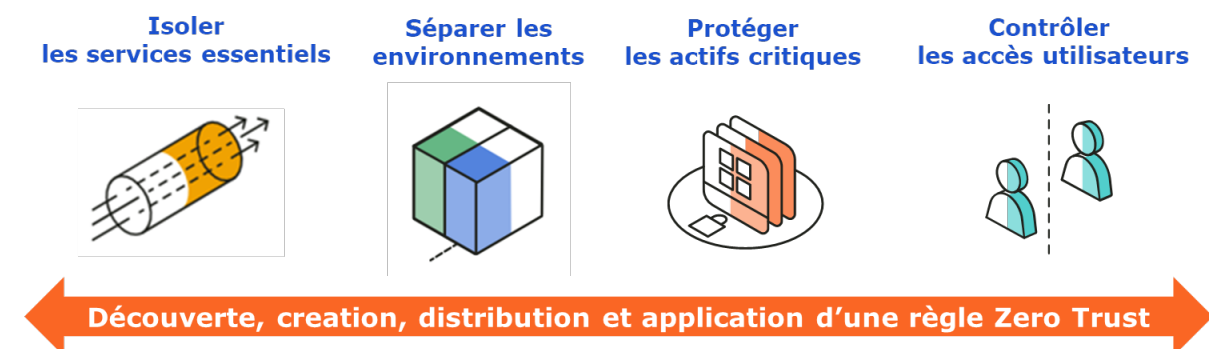 Isoler
les services essentiels
Séparer les
environnements
Protéger
les actifs critiques
Contrôler
les accès utilisateurs
Découverte, creation, distribution et application d'une règle Zero Trust